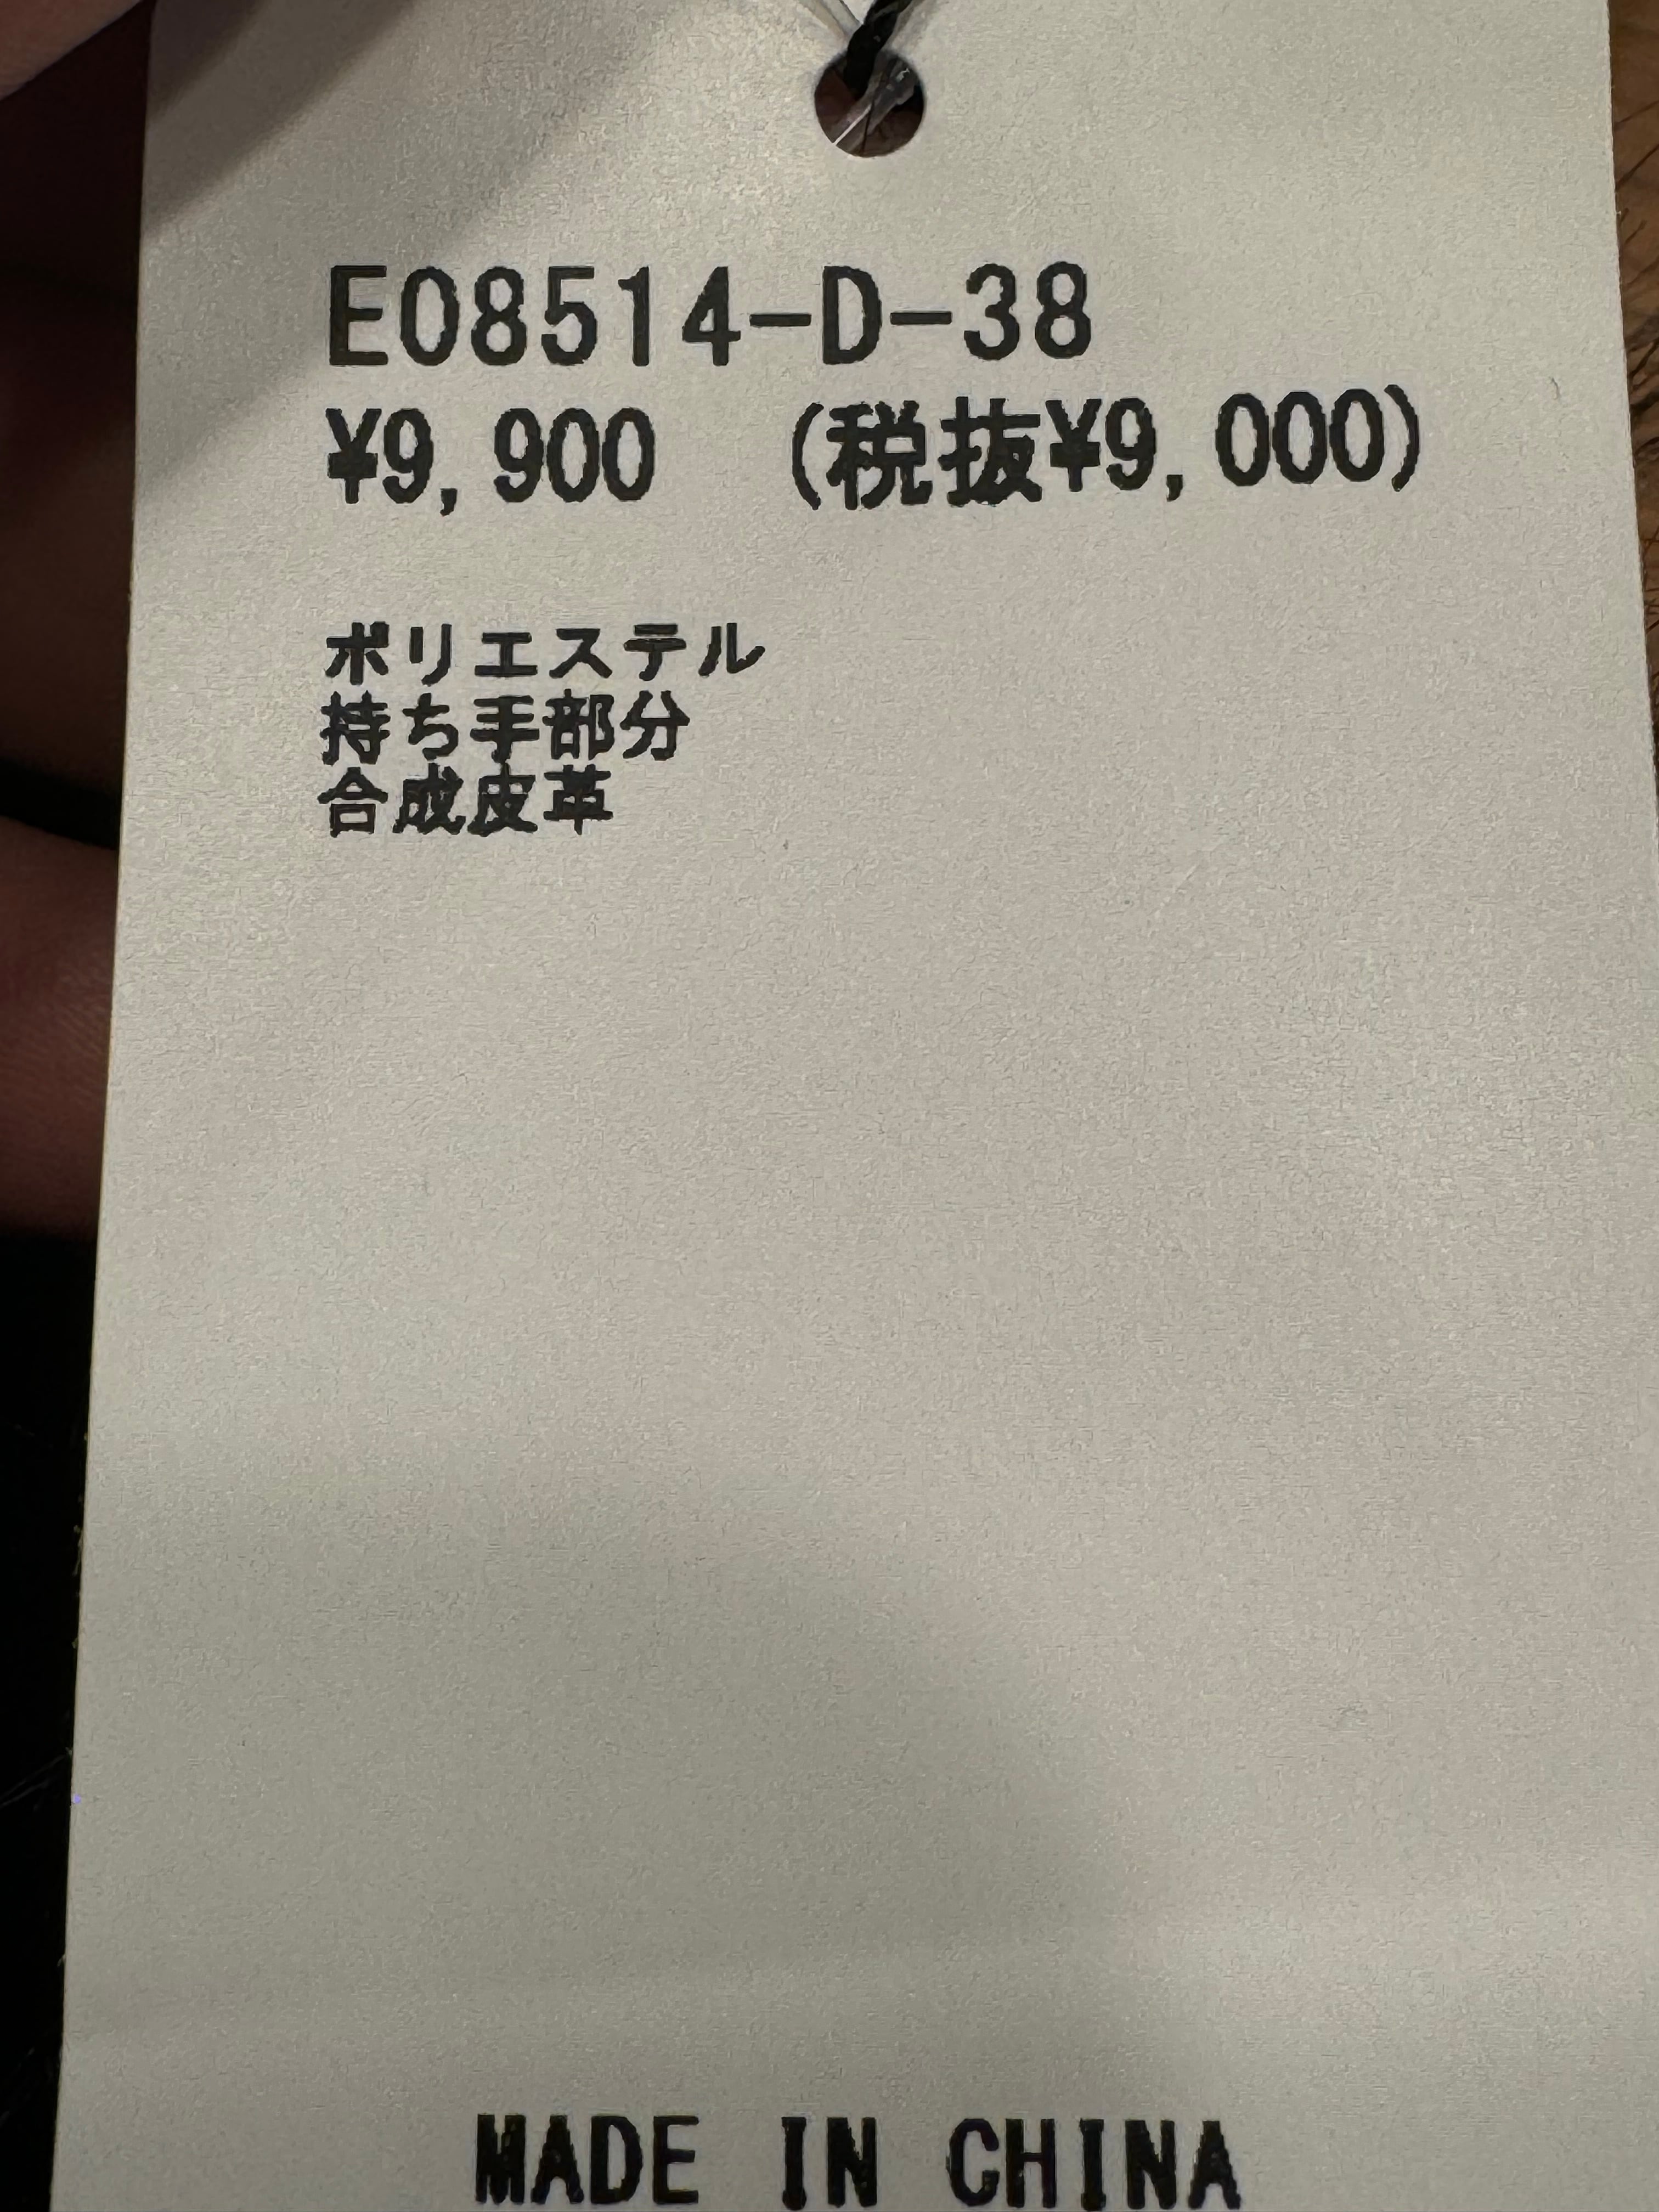 E08514-D-38
¥9,900 (税抜¥9,000)
ポリエステル
持ち手部分
合成皮革
MADE IN CHINA